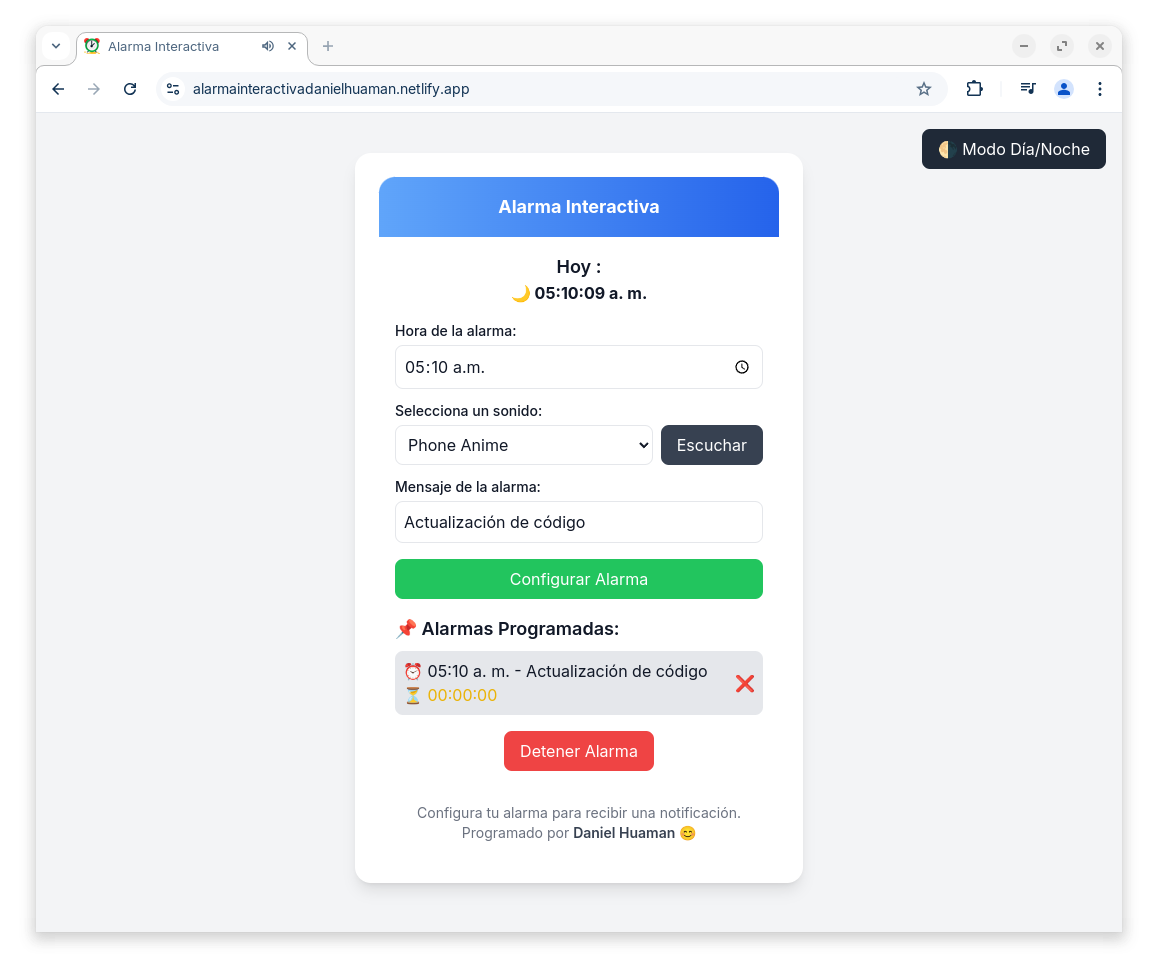 Alarma Interactiva
alarmainteractivadanielhuaman.netlify.app
🌗 Modo Día/Noche
Alarma Interactiva
Hoy :
🌙 05:10:09 a. m.
Hora de la alarma:
05:10 a.m.
Selecciona un sonido:
Phone Anime
Escuchar
Mensaje de la alarma:
Actualización de código
Configurar Alarma
📌 Alarmas Programadas:
⏰ 05:10 a. m. - Actualización de código
⏳ 00:00:00
❌
Detener Alarma
Configura tu alarma para recibir una notificación.
Programado por Daniel Huaman 😊